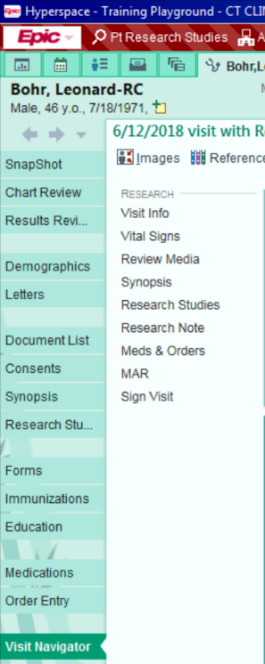 Epic Hyperspace - Training Playground - CT CLI
Epic Pt Research Studies A
Bohr,L
Bohr, Leonard-RC
Male, 46 y.o., 7/18/1971,
6/12/2018 visit with R
Images Reference
SnapShot
Chart Review
Results Revi...
Demographics
Letters
Document List
Consents
Synopsis
Research Stu...
Forms
Immunizations
Education
Medications
Order Entry
Visit Navigator
RESEARCH
Visit Info
Vital Signs
Review Media
Synopsis
Research Studies
Research Note
Meds & Orders
MAR
Sign Visit